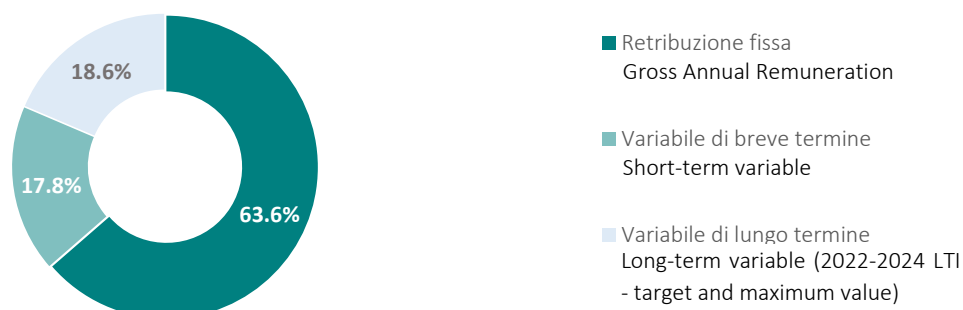 18.6%
17.8%
63.6%
Retribuzione fissa
Gross Annual Remuneration
Variabile di breve termine
Short-term variable
Variabile di lungo termine
Long-term variable (2022-2024 LTI
- target and maximum value)